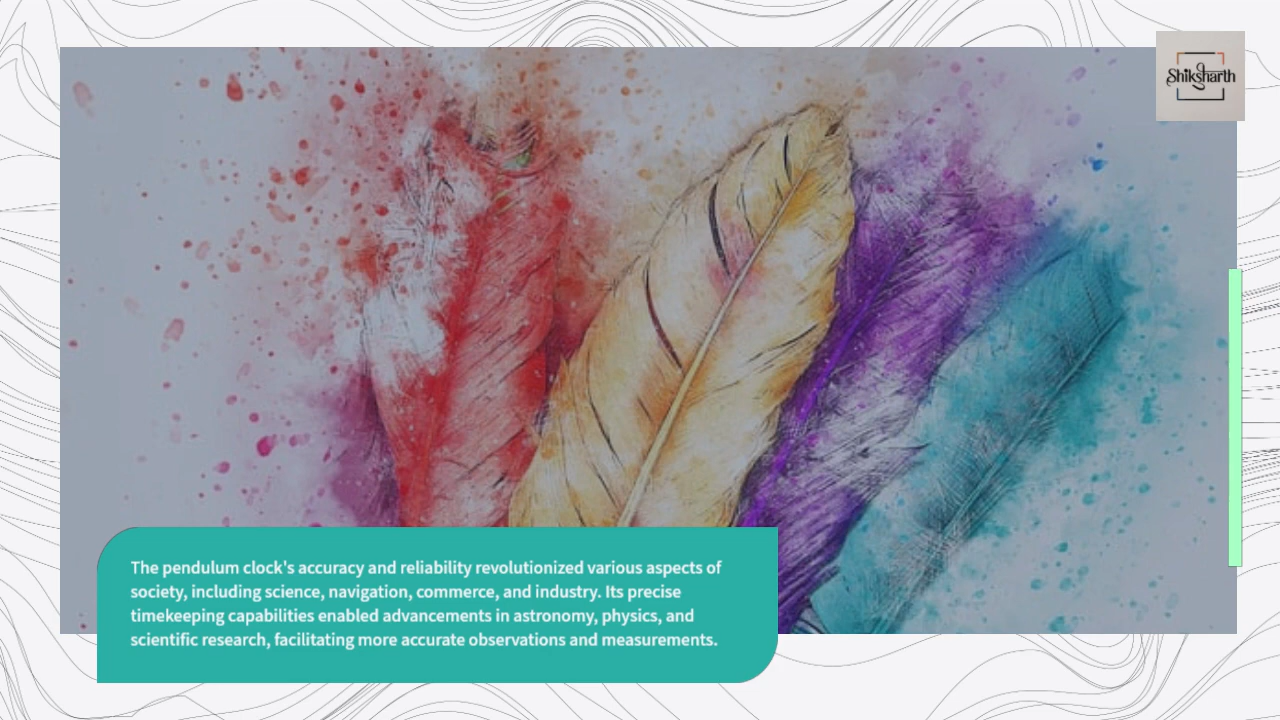 Shiksharth
The pendulum clock's accuracy and reliability revolutionized various aspects of
society, including science, navigation, commerce, and industry. Its precise
timekeeping capabilities enabled advancements in astronomy, physics, and
scientific research, facilitating more accurate observations and measurements.